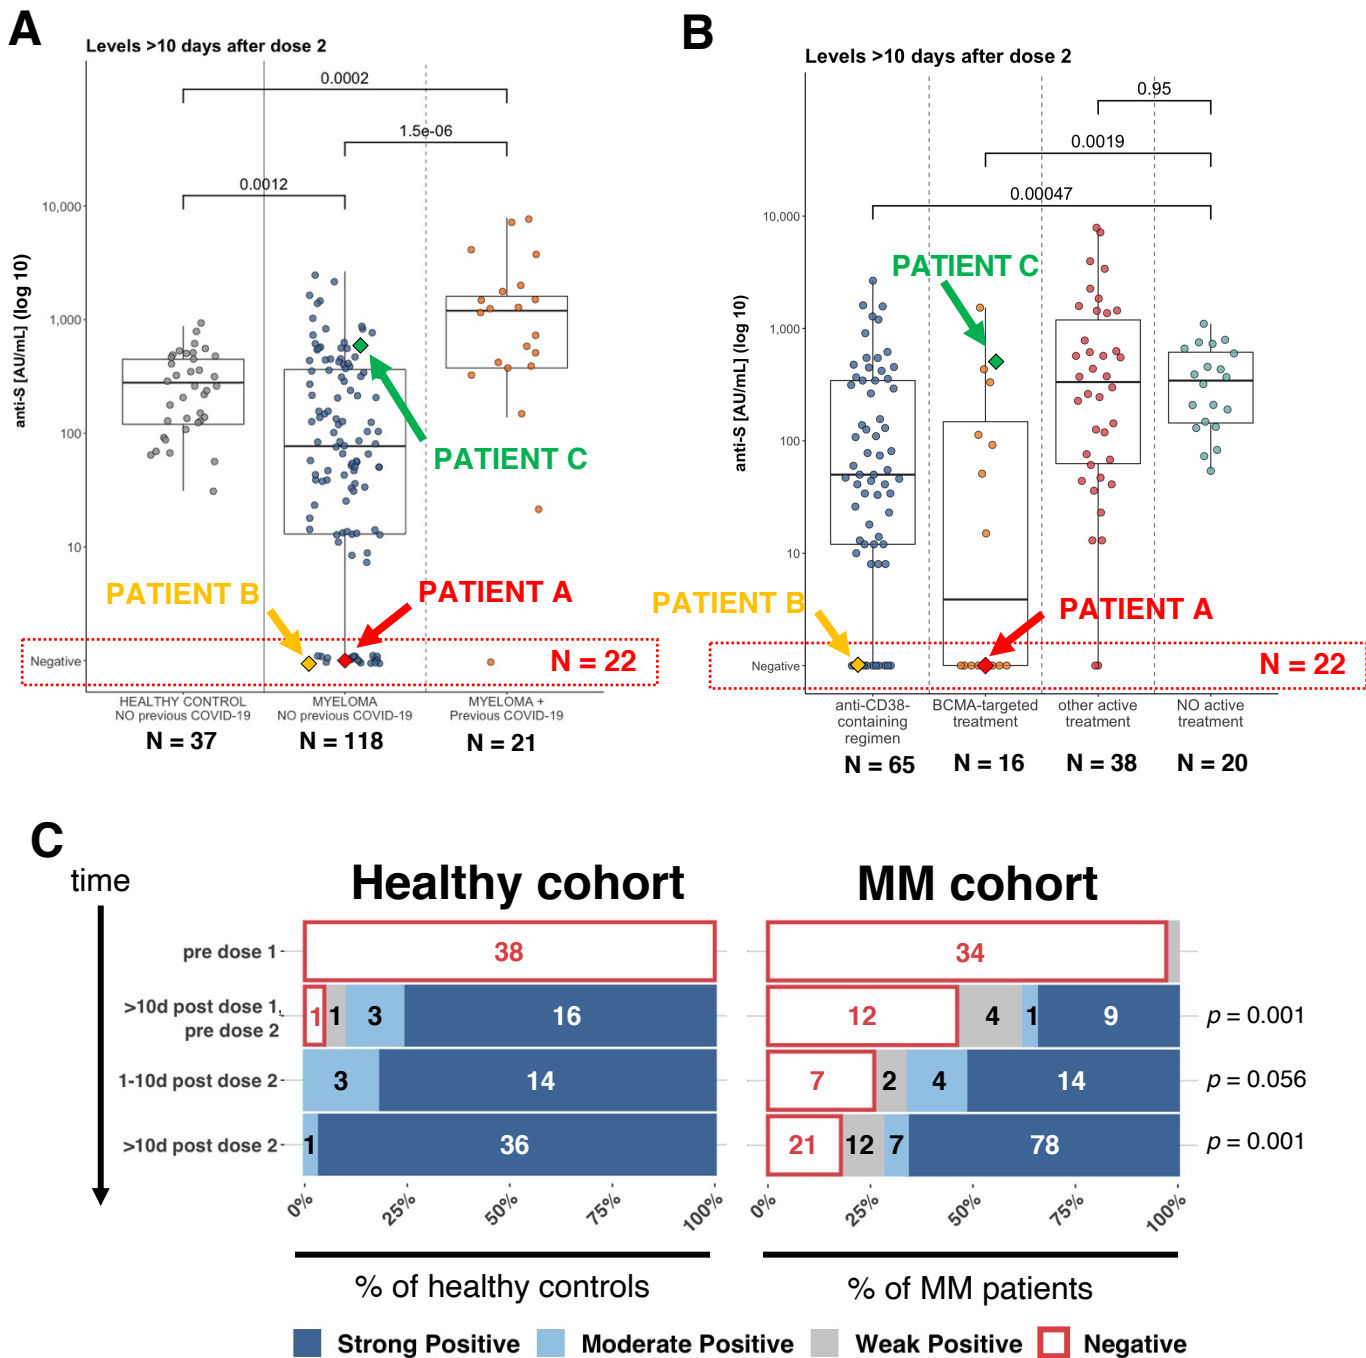 A
Levels >10 days after dose 2
0.0002
1.5e-06
0.0012
anti-S [AU/mL] (log 10)
10,000
1,000
100
10
Negative
PATIENT C
PATIENT B
PATIENT A
N = 22
HEALTHY CONTROL
NO previous COVID-19
N = 37
MYELOMA
NO previous COVID-19
N = 118
MYELOMA +
Previous COVID-19
N = 21
B
Levels >10 days after dose 2
0.95
0.0019
0.00047
anti-S [AU/mL] (log 10)
10,000
1,000
100
10
Negative
PATIENT C
PATIENT B
PATIENT A
N = 22
anti-CD38-
containing
regimen
N = 65
BCMA-targeted
treatment
N = 16
other active
treatment
N = 38
NO active
treatment
N = 20
C
time
Healthy cohort
MM cohort
pre dose 1
38
34
>10d post dose 1,
pre dose 2
1 1 3 16
12 4 1 9
p = 0.001
1-10d post dose 2
3 14
7 2 4 14
p = 0.056
>10d post dose 2
1 36
21 12 7 78
p = 0.001
0% 25% 50% 75% 100%
0% 25% 50% 75% 100%
% of healthy controls
% of MM patients
Strong Positive Moderate Positive Weak Positive Negative